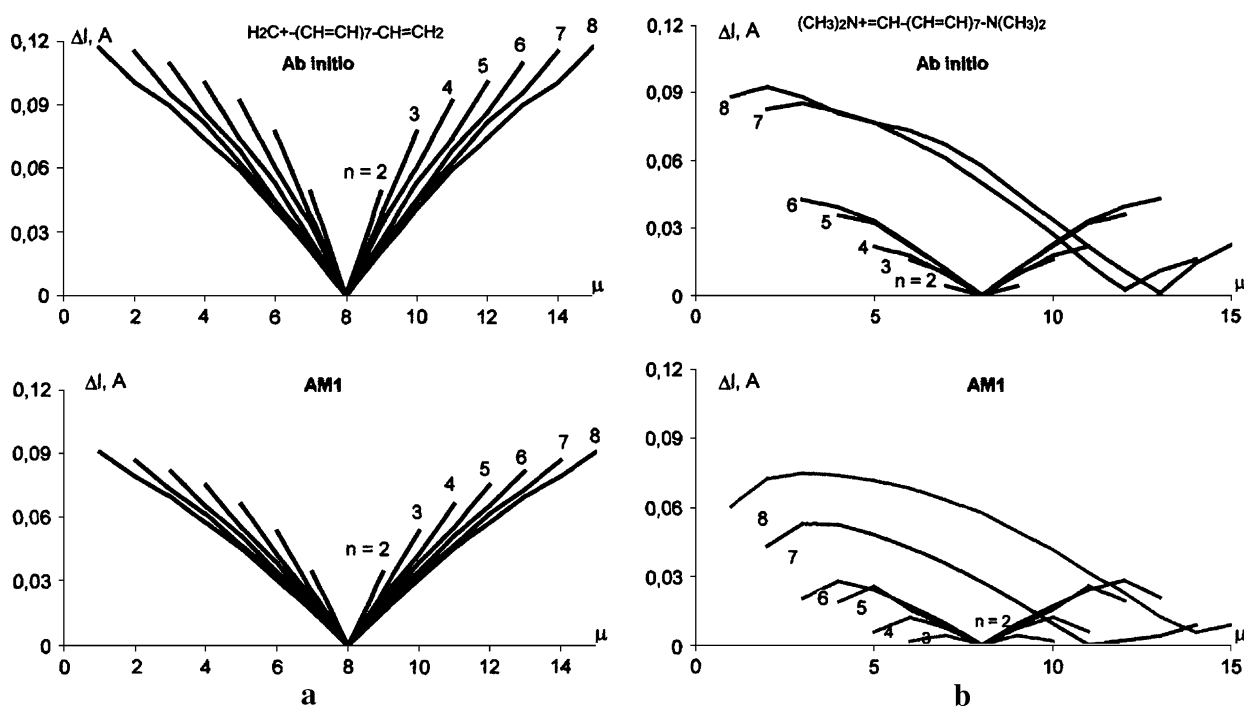 ΔI, A
H2C+-(CH=CH)7-CH=CH2
Ab initio
0,12
0,09
0,06
0,03
0
n = 2
3
4
5
6
7
8
μ
0 2 4 6 8 10 12 14
ΔI, A
(CH3)2N+=CH-(CH=CH)7-N(CH3)2
Ab initio
0,12
0,09
0,06
0,03
0
8
7
6
5
4
3
n = 2
μ
0 5 10 15
ΔI, A
AM1
0,12
0,09
0,06
0,03
0
n = 2
3
4
5
6
7
8
μ
0 2 4 6 8 10 12 14
a
ΔI, A
AM1
0,12
0,09
0,06
0,03
0
8
7
6
5
4
3
n = 2
μ
0 5 10 15
b